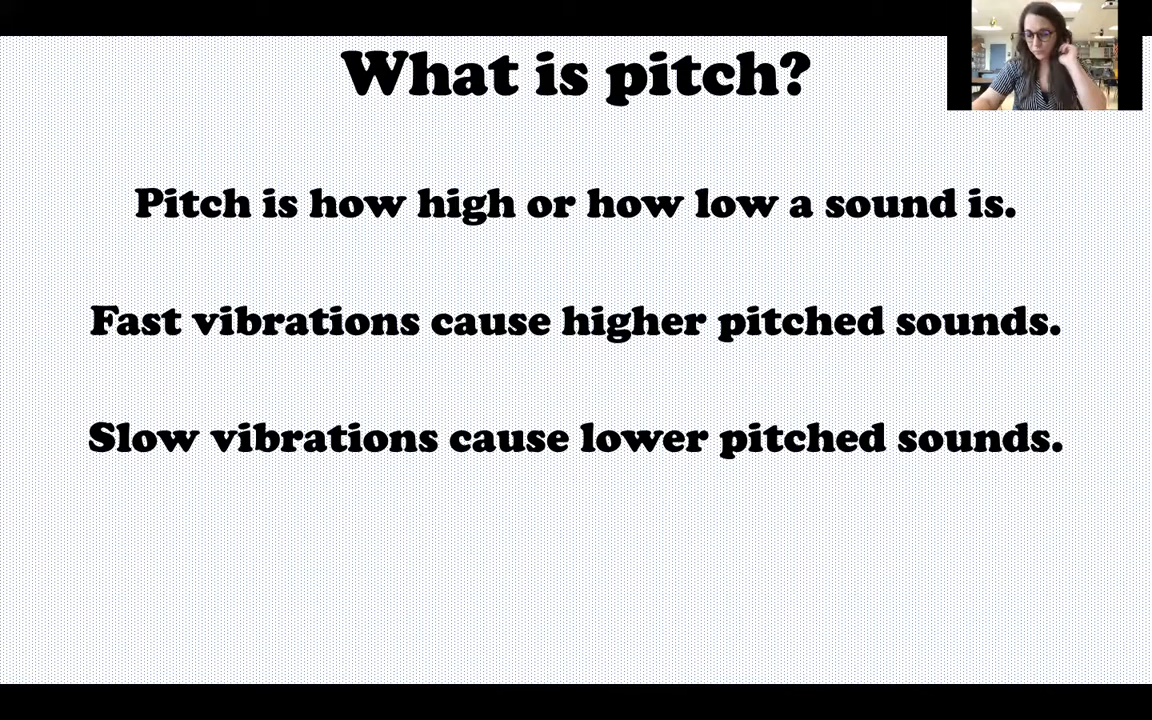 What is pitch?
Pitch is how high or how low a sound is.
Fast vibrations cause higher pitched sounds.
Slow vibrations cause lower pitched sounds.